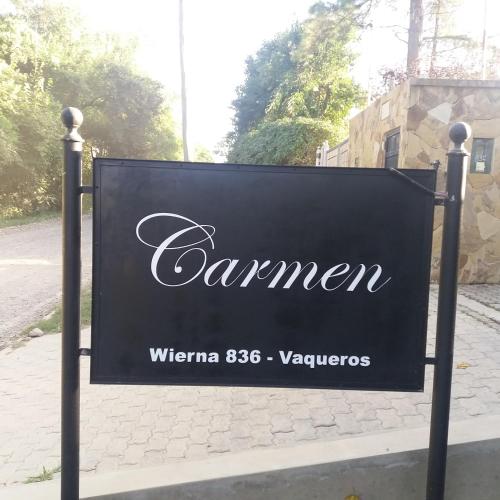 Carmen
Wierna 836 - Vaqueros